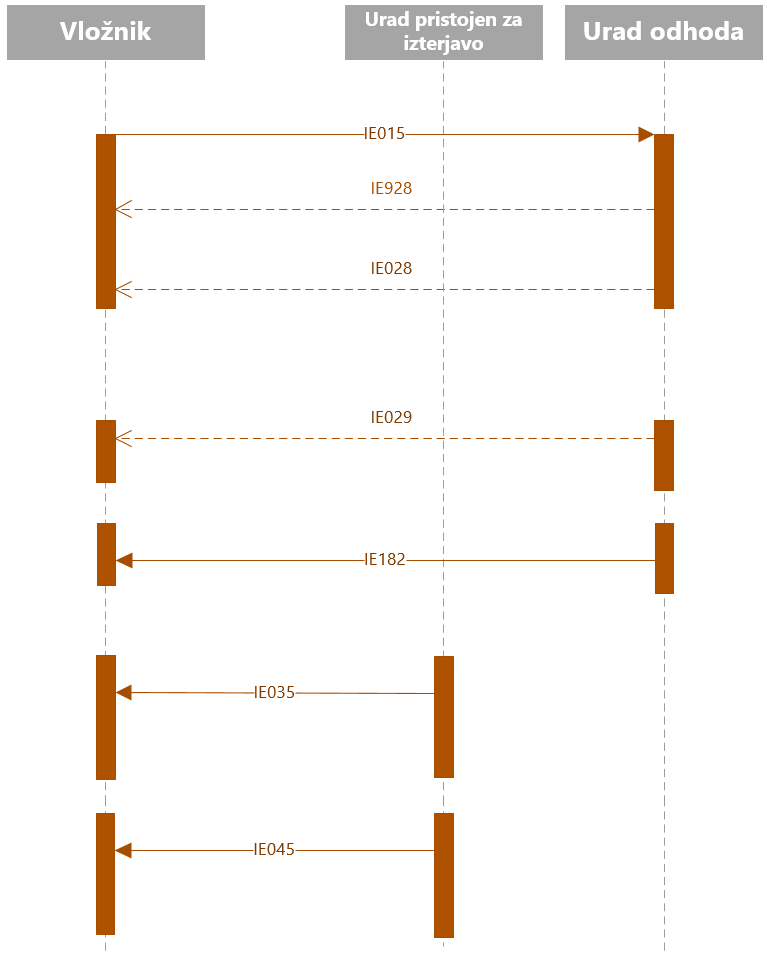 Vložnik
Urad pristojen za
izterjavo
Urad odhoda
IE015
IE928
IE028
IE029
IE182
IE035
IE045